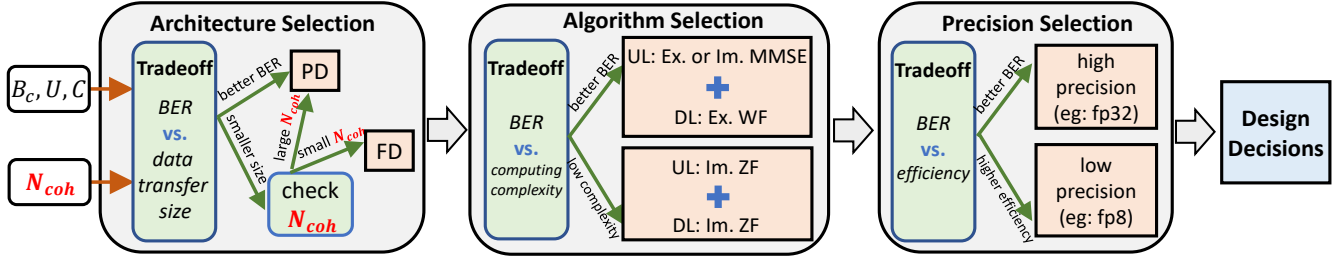 Architecture Selection
B_c, U, C
N_coh
Tradeoff
BER
vs.
data
transfer
size
better BER
smaller size
PD
large N_coh
small N_coh
FD
check
N_coh
Algorithm Selection
Tradeoff
BER
vs.
computing
complexity
better BER
low complexity
UL: Ex. or Im. MMSE
+
DL: Ex. WF
UL: Im. ZF
+
DL: Im. ZF
Precision Selection
Tradeoff
BER
vs.
efficiency
better BER
higher efficiency
high
precision
(eg: fp32)
low
precision
(eg: fp8)
Design
Decisions